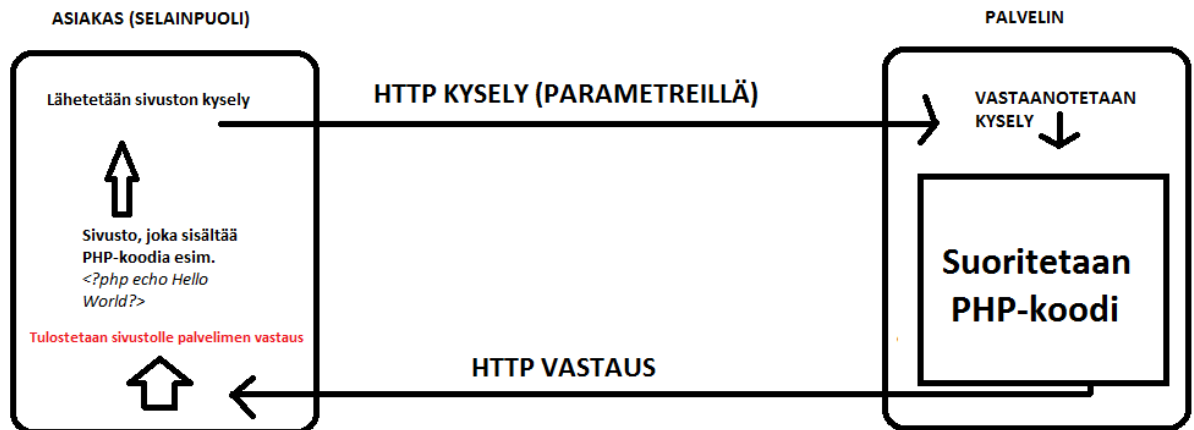 ASIAKAS (SELAINPUOLI)
PALVELIN
Lähetetään sivuston kysely
HTTP KYSELY (PARAMETREILLÄ)
VASTAANOTETAAN
KYSELY
Sivusto, joka sisältää
PHP-koodia esim.
<?php echo Hello
World?>
Tulostetaan sivustolle palvelimen vastaus
Suoritetaan
PHP-koodi
HTTP VASTAUS